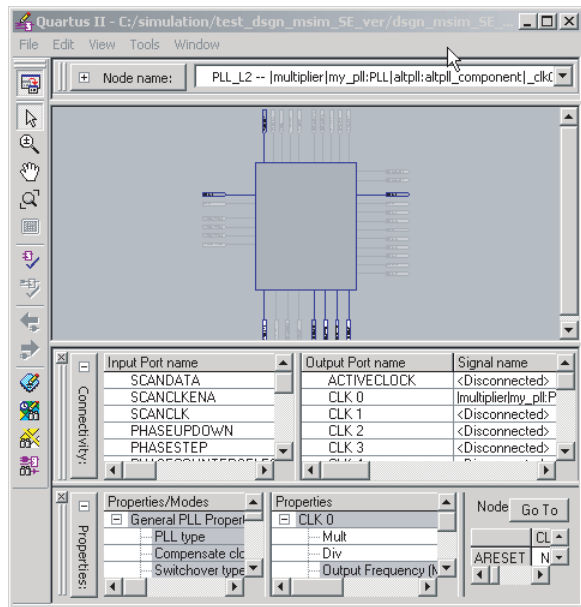 Quartus II - C:/simulation/test_dsgn_msim_SE_ver/dsgn_msim_SE_...
File Edit View Tools Window
Node name: PLL_L2 -- |multiplier|my_pll:PLL|altpll:altpll_component|_clk0
Connectivity:
Input Port name
SCANDATA
SCANCLKENA
SCANCLK
PHASEUPDOWN
PHASESTEP
Output Port name Signal name
ACTIVECLOCK <Disconnected>
CLK 0 |multiplier|my_pll:P
CLK 1 <Disconnected>
CLK 2 <Disconnected>
CLK 3 <Disconnected>
Properties:
Properties/Modes
General PLL Propert
PLL type
Compensate clo
Switchover type
Properties
CLK 0
Mult
Div
Output Frequency (M
Node Go To
CL
ARESET N